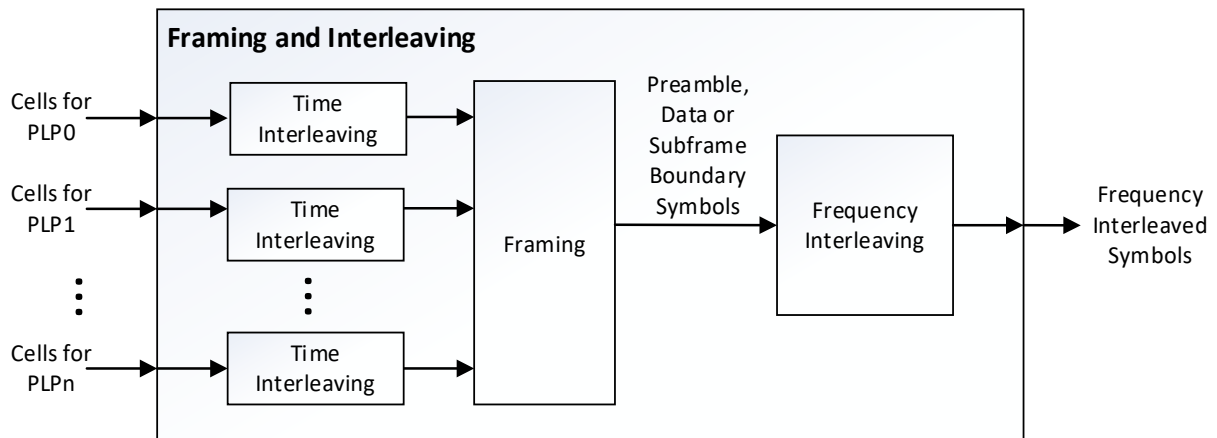 Framing and Interleaving
Cells for
PLP0
Time
Interleaving
Cells for
PLP1
Time
Interleaving
Cells for
PLPn
Time
Interleaving
Framing
Preamble,
Data or
Subframe
Boundary
Symbols
Frequency
Interleaving
Frequency
Interleaved
Symbols